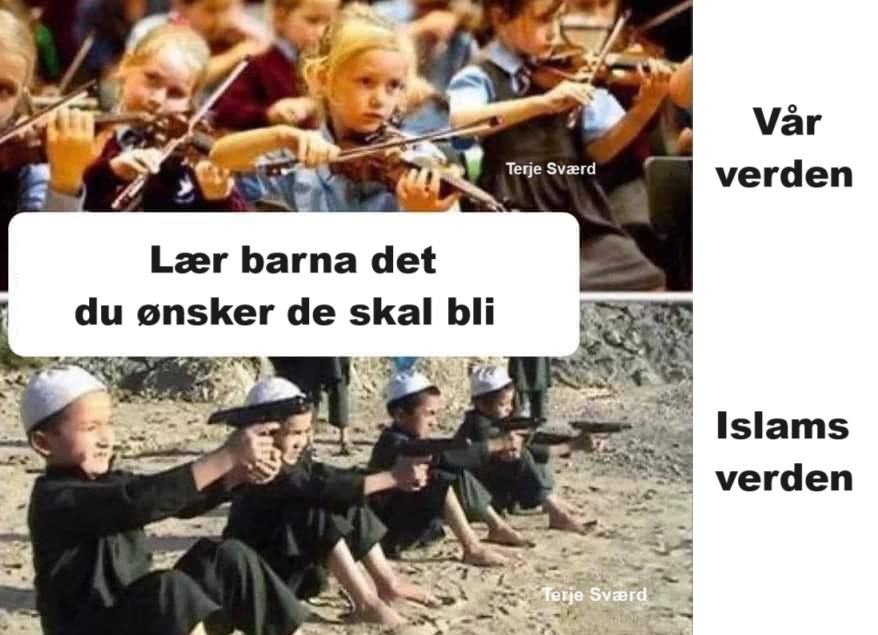 Terje Sværd
Vår
verden
Lær barna det
du ønsker de skal bli
Islams
verden
Terje Sværd